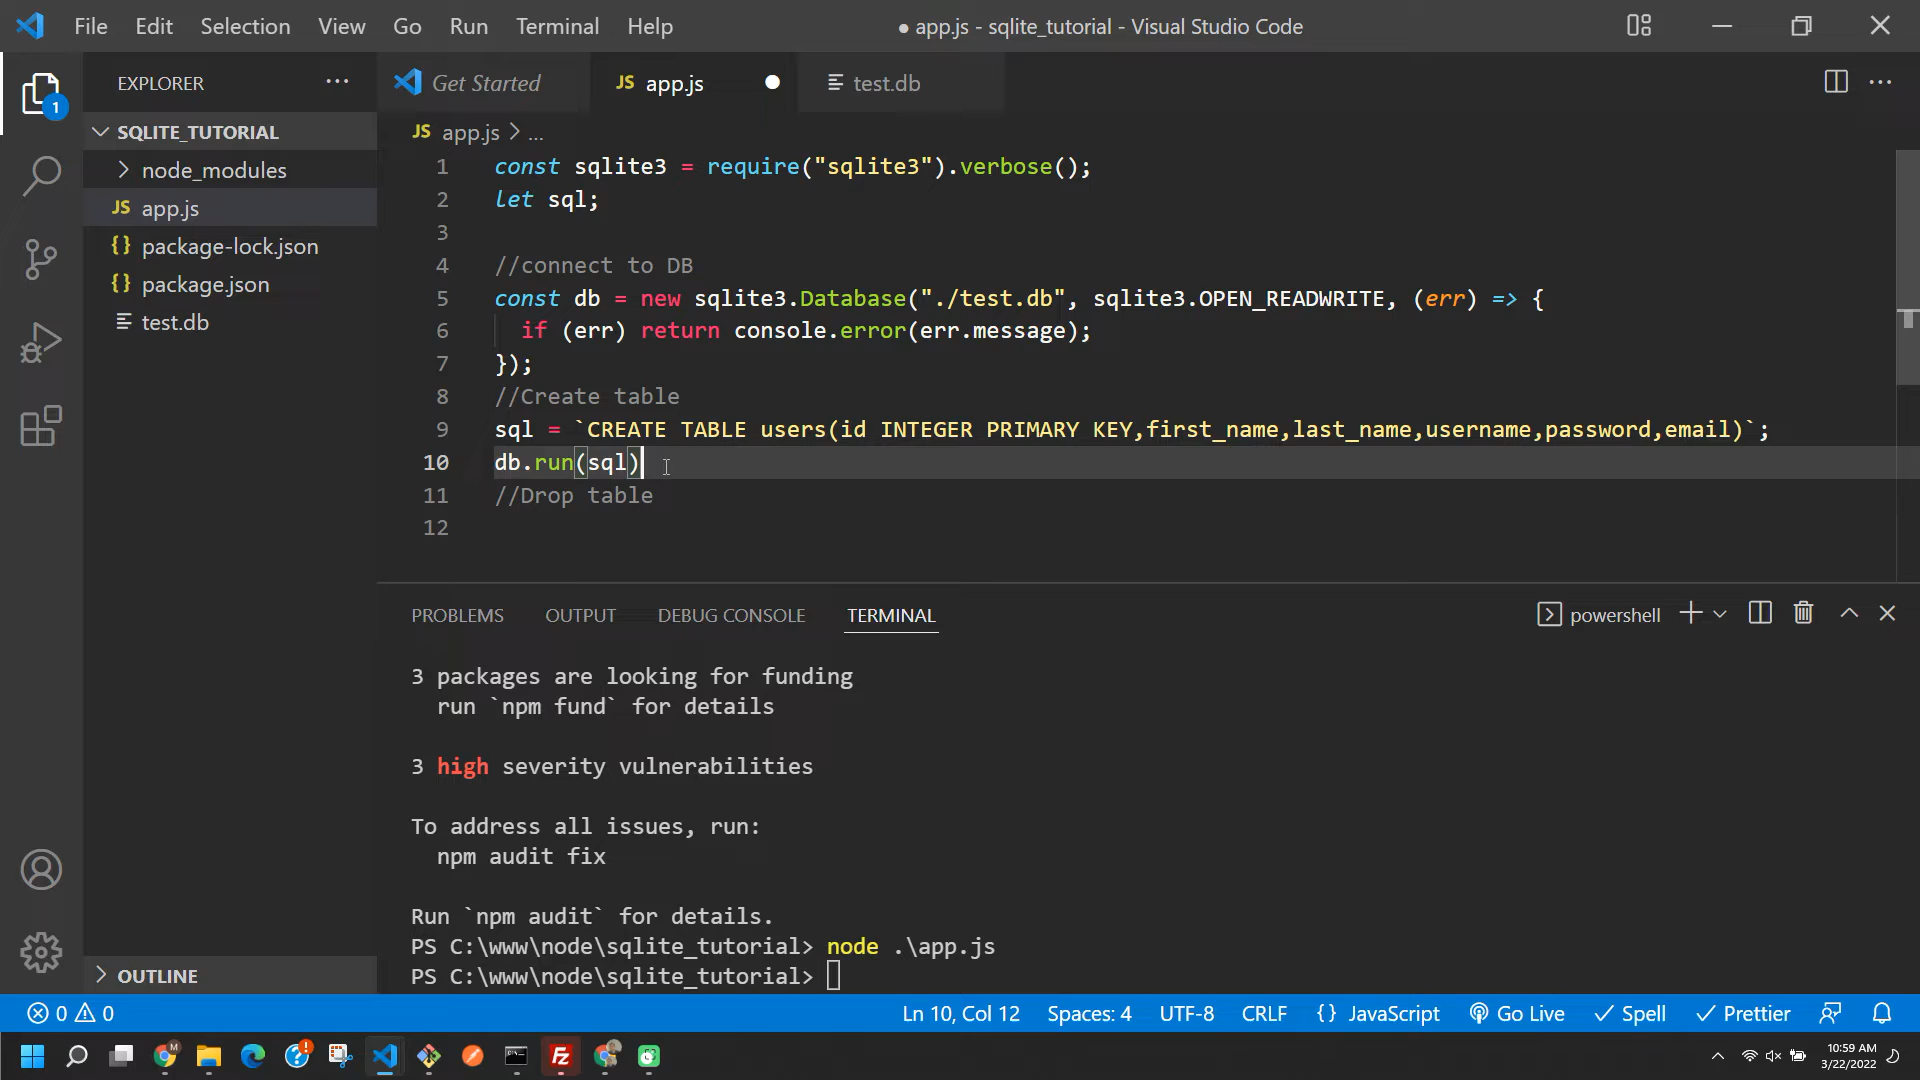 File Edit Selection View Go Run Terminal Help
● app.js - sqlite_tutorial - Visual Studio Code
EXPLORER
Get Started
JS app.js
test.db
1
SQLITE_TUTORIAL
node_modules
JS app.js
{} package-lock.json
{} package.json
test.db
OUTLINE
JS app.js > ...
1 const sqlite3 = require("sqlite3").verbose();
2 let sql;
3
4 //connect to DB
5 const db = new sqlite3.Database("./test.db", sqlite3.OPEN_READWRITE, (err) => {
6 if (err) return console.error(err.message);
7 });
8 //Create table
9 sql = `CREATE TABLE users(id INTEGER PRIMARY KEY,first_name,last_name,username,password,email)`;
10 db.run(sql)
11 //Drop table
12
PROBLEMS OUTPUT DEBUG CONSOLE TERMINAL
powershell
3 packages are looking for funding
run `npm fund` for details
3 high severity vulnerabilities
To address all issues, run:
npm audit fix
Run `npm audit` for details.
PS C:\www\node\sqlite_tutorial> node .\app.js
PS C:\www\node\sqlite_tutorial>
0 0
Ln 10, Col 12 Spaces: 4 UTF-8 CRLF {} JavaScript Go Live Spell Prettier
10:59 AM
3/22/2022